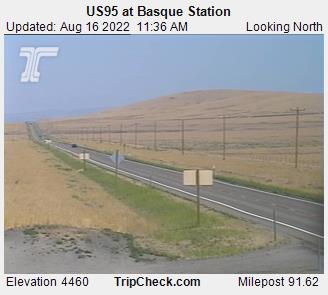 US95 at Basque Station
Updated: Aug 16 2022 11:36 AM Looking North
Elevation 4460 TripCheck.com Milepost 91.62